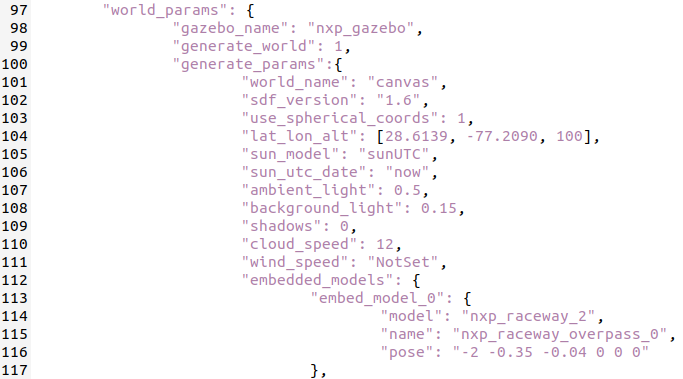 97 "world_params": {
98 "gazebo_name": "nxp_gazebo",
99 "generate_world": 1,
100 "generate_params":{
101 "world_name": "canvas",
102 "sdf_version": "1.6",
103 "use_spherical_coords": 1,
104 "lat_lon_alt": [28.6139, -77.2090, 100],
105 "sun_model": "sunUTC",
106 "sun_utc_date": "now",
107 "ambient_light": 0.5,
108 "background_light": 0.15,
109 "shadows": 0,
110 "cloud_speed": 12,
111 "wind_speed": "NotSet",
112 "embedded_models": {
113 "embed_model_0": {
114 "model": "nxp_raceway_2",
115 "name": "nxp_raceway_overpass_0",
116 "pose": "-2 -0.35 -0.04 0 0 0"
117 },